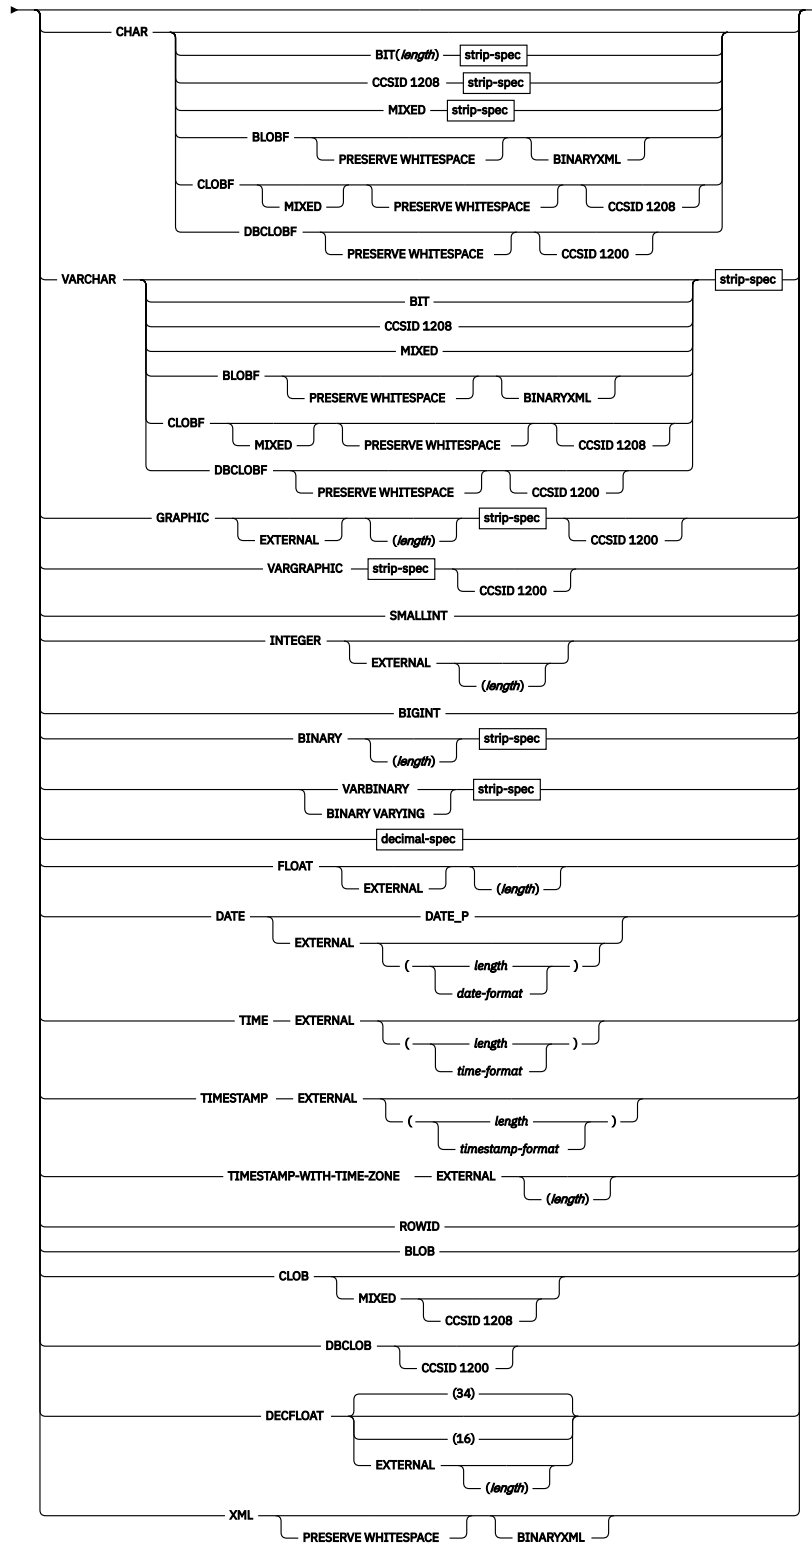 CHAR
BIT(length) strip-spec
CCSID 1208 strip-spec
MIXED strip-spec
BLOBF
PRESERVE WHITESPACE BINARYXML
CLOBF
MIXED PRESERVE WHITESPACE CCSID 1208
DBCLOBF
PRESERVE WHITESPACE CCSID 1200
VARCHAR strip-spec
BIT
CCSID 1208
MIXED
BLOBF
PRESERVE WHITESPACE BINARYXML
CLOBF
MIXED PRESERVE WHITESPACE CCSID 1208
DBCLOBF
PRESERVE WHITESPACE CCSID 1200
GRAPHIC strip-spec
EXTERNAL (length) CCSID 1200
VARGRAPHIC strip-spec
CCSID 1200
SMALLINT
INTEGER
EXTERNAL
(length)
BIGINT
BINARY strip-spec
(length)
VARBINARY strip-spec
BINARY VARYING
decimal-spec
FLOAT
EXTERNAL (length)
DATE DATE_P
EXTERNAL
( length )
date-format
TIME EXTERNAL
( length )
time-format
TIMESTAMP EXTERNAL
( length )
timestamp-format
TIMESTAMP-WITH-TIME-ZONE EXTERNAL
(length)
ROWID
BLOB
CLOB
MIXED
CCSID 1208
DBCLOB
CCSID 1200
(34)
DECFLOAT
(16)
EXTERNAL
(length)
XML
PRESERVE WHITESPACE BINARYXML